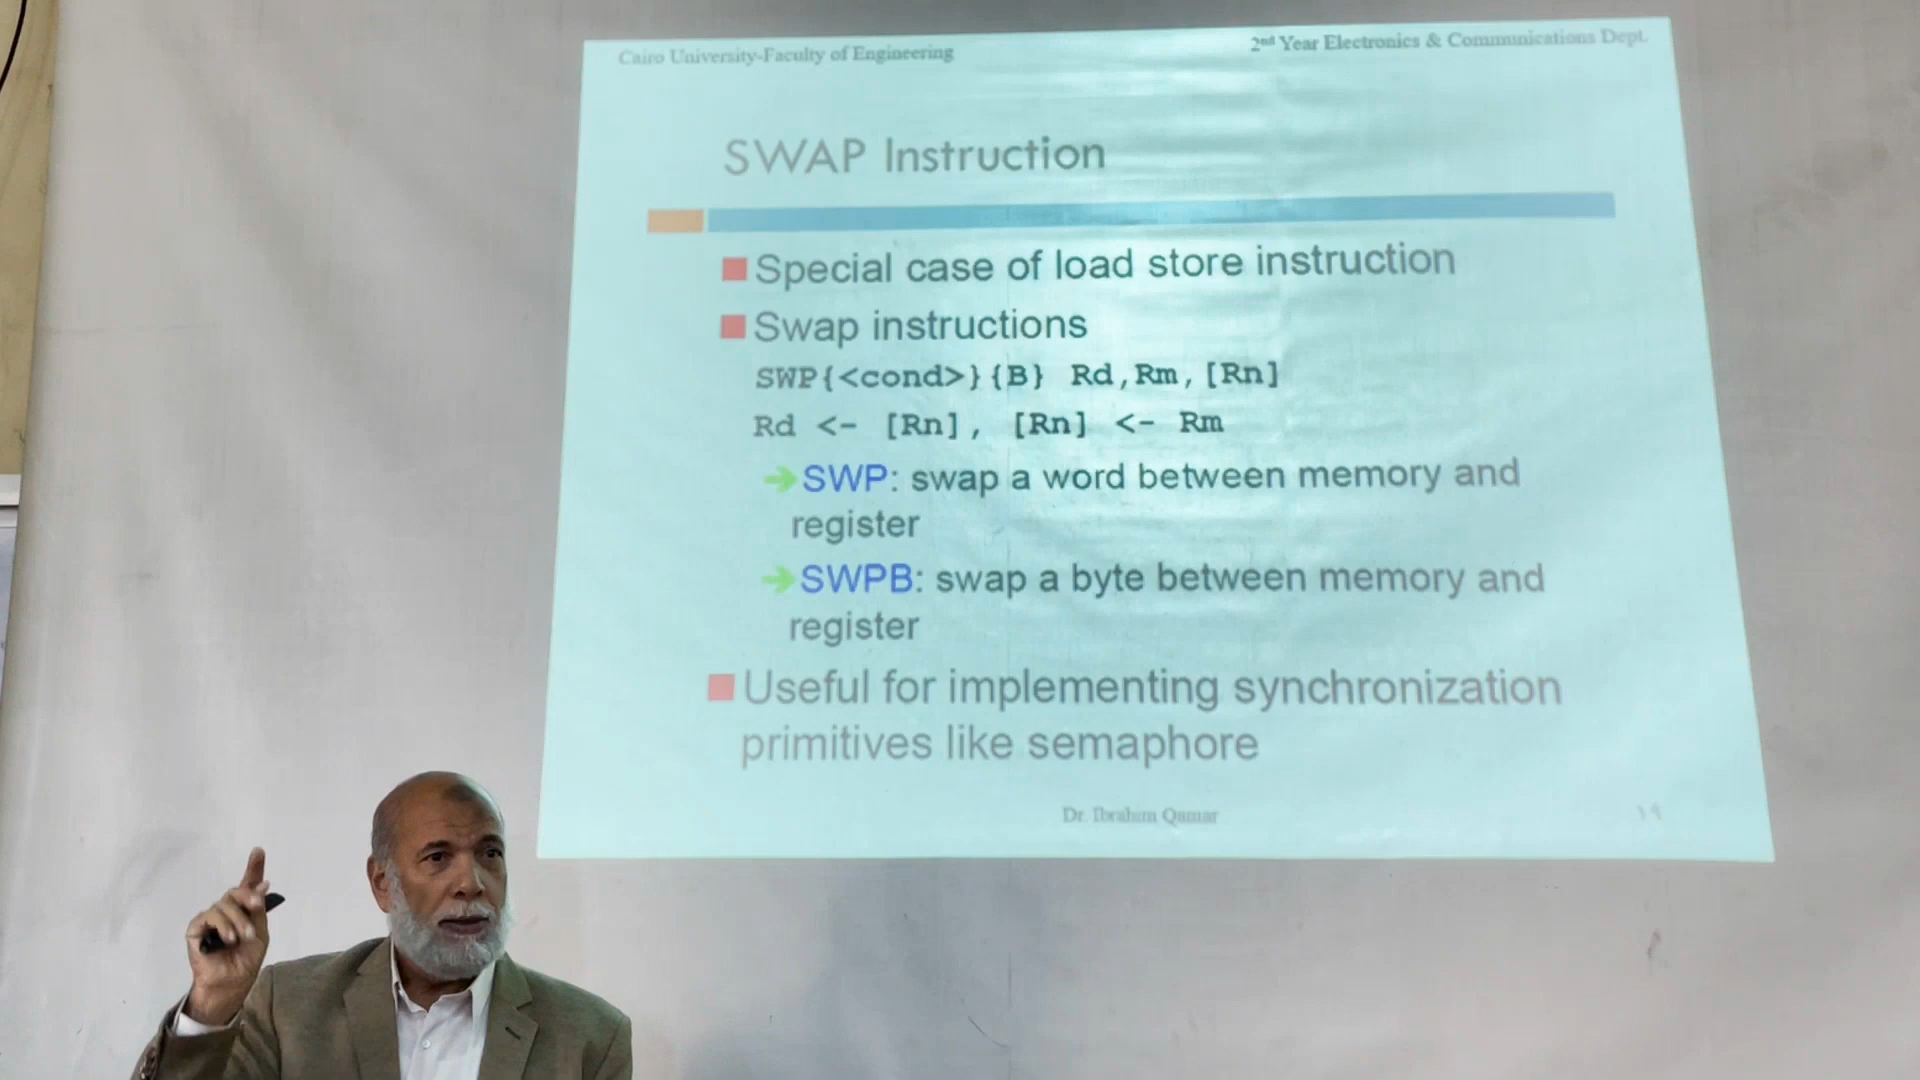 Cairo University-Faculty of Engineering
2nd Year Electronics & Communications Dept.
SWAP Instruction
Special case of load store instruction
Swap instructions
SWP{<cond>}{B} Rd,Rm,[Rn]
Rd <- [Rn], [Rn] <- Rm
SWP: swap a word between memory and
register
SWPB: swap a byte between memory and
register
Useful for implementing synchronization
primitives like semaphore
Dr. Ibrahim Qamar
١٩